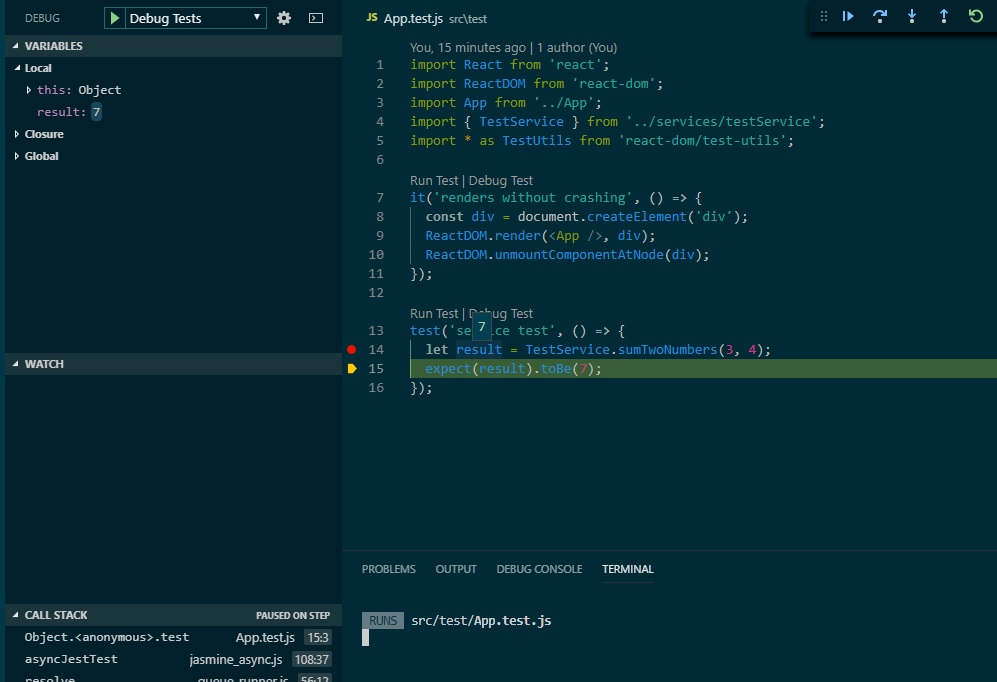 DEBUG
Debug Tests
VARIABLES
Local
this: Object
result: 7
Closure
Global
WATCH
CALL STACK
PAUSED ON STEP
Object.<anonymous>.test App.test.js 15:3
asyncJestTest jasmine_async.js 108:37
resolve queue_runner.js 56:12
JS App.test.js src\test
You, 15 minutes ago | 1 author (You)
1 import React from 'react';
2 import ReactDOM from 'react-dom';
3 import App from '../App';
4 import { TestService } from '../services/testService';
5 import * as TestUtils from 'react-dom/test-utils';
6
Run Test | Debug Test
7 it('renders without crashing', () => {
8 const div = document.createElement('div');
9 ReactDOM.render(<App />, div);
10 ReactDOM.unmountComponentAtNode(div);
11 });
12
Run Test | Debug Test
7
13 test('service test', () => {
14 let result = TestService.sumTwoNumbers(3, 4);
15 expect(result).toBe(7);
16 });
PROBLEMS
OUTPUT
DEBUG CONSOLE
TERMINAL
RUNS src/test/App.test.js